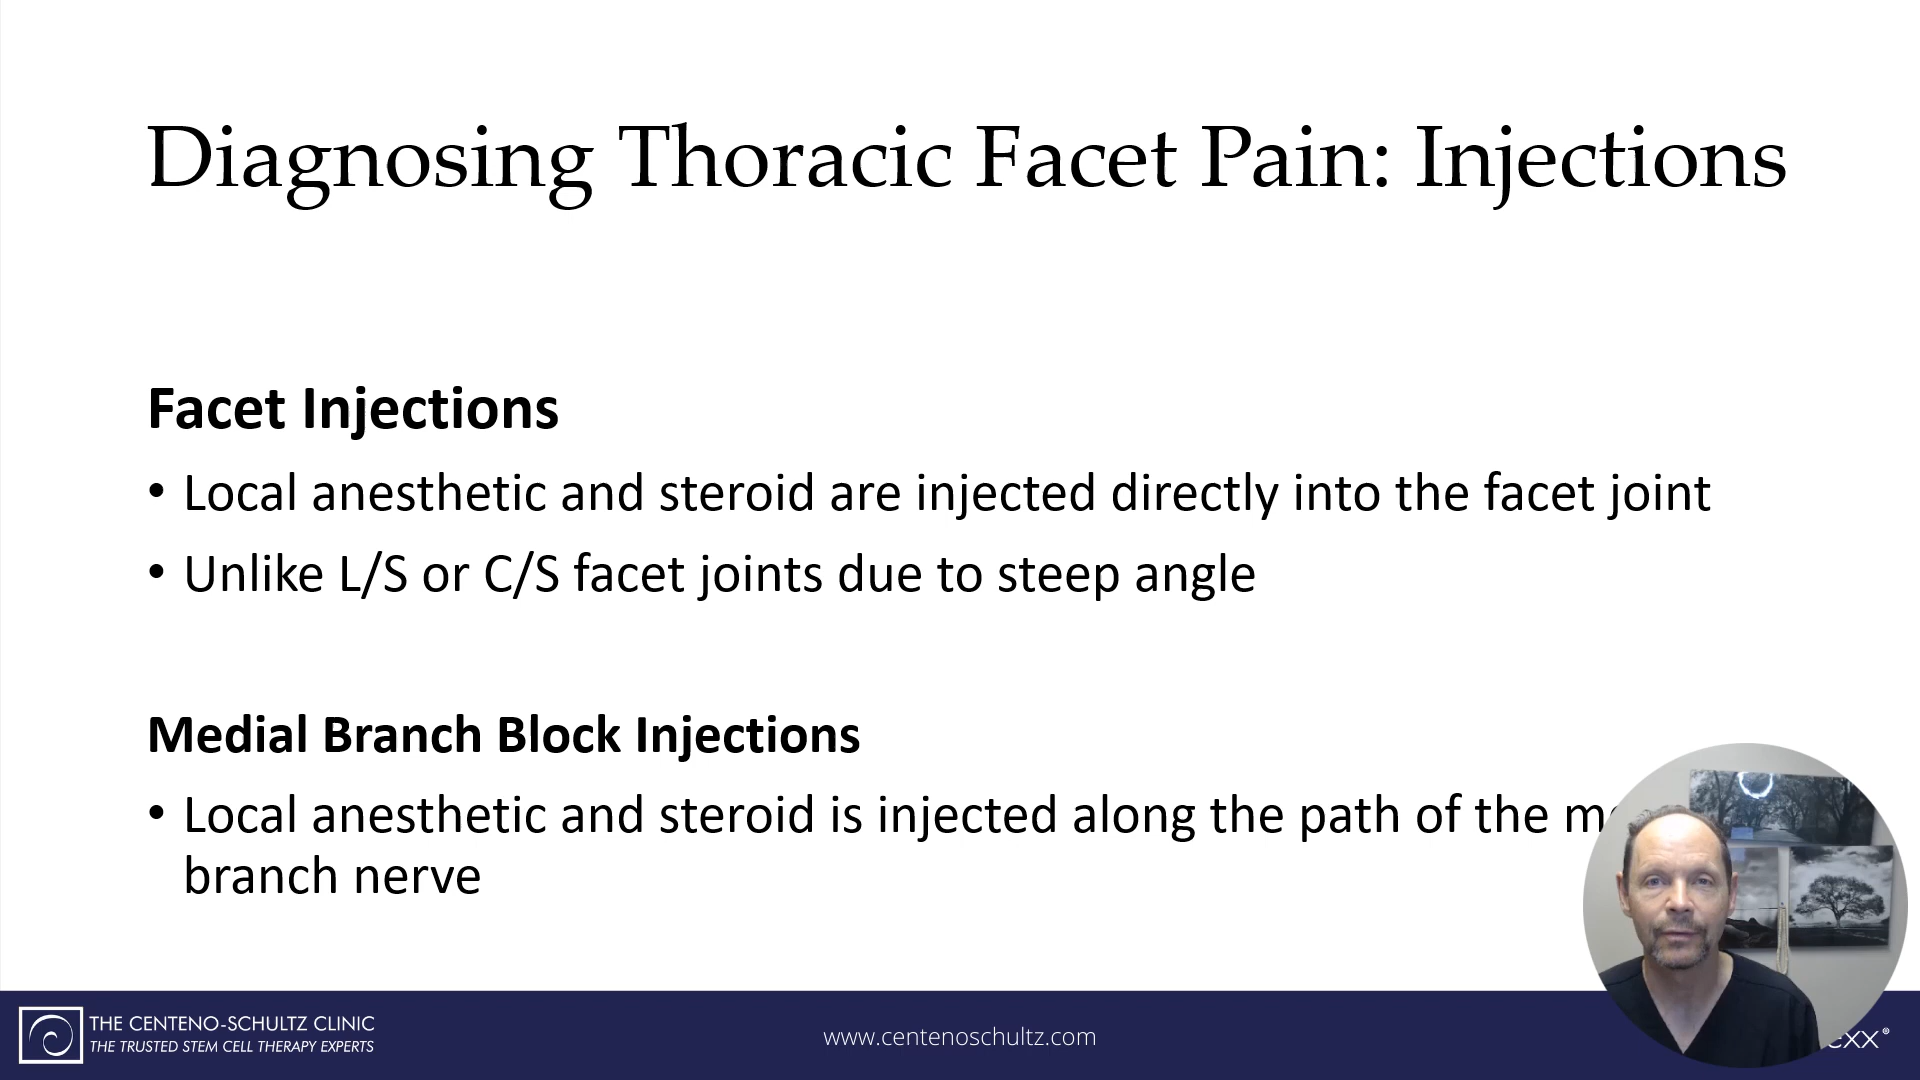 Diagnosing Thoracic Facet Pain: Injections
Facet Injections
• Local anesthetic and steroid are injected directly into the facet joint
• Unlike L/S or C/S facet joints due to steep angle
Medial Branch Block Injections
• Local anesthetic and steroid is injected along the path of the
branch nerve
THE CENTENO-SCHULTZ CLINIC
THE TRUSTED STEM CELL THERAPY EXPERTS
www.centenoschultz.com